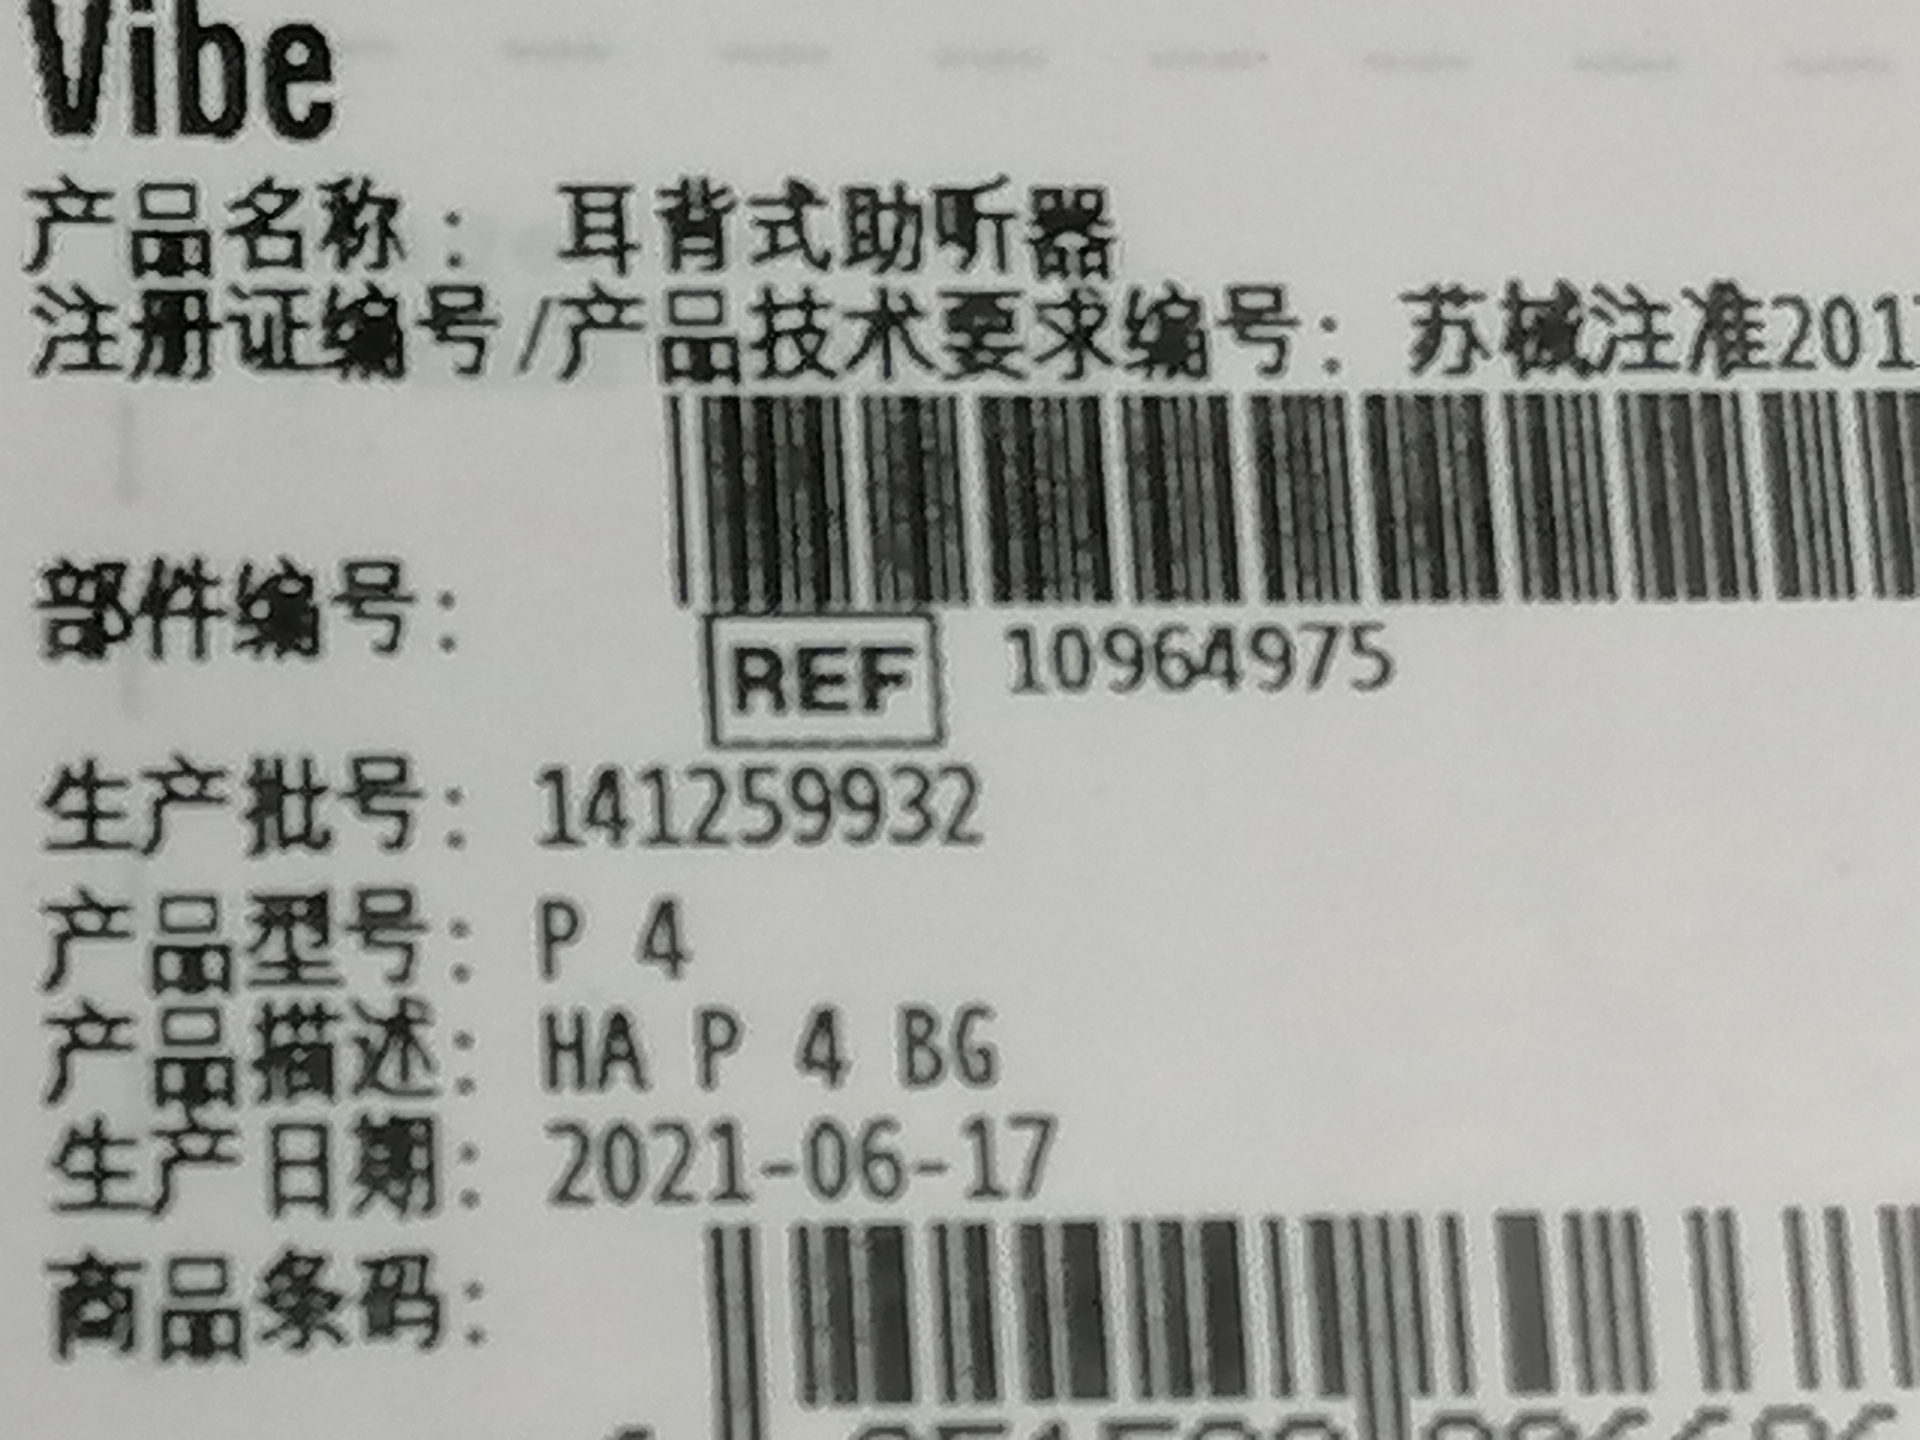 Vibe
产品名称： 耳背式助听器
注册证编号/产品技术要求编号：苏械注准201
部件编号：
REF 10964975
生产批号：141259932
产品型号：P 4
产品描述：HA P 4 BG
生产日期：2021-06-17
商品条码：